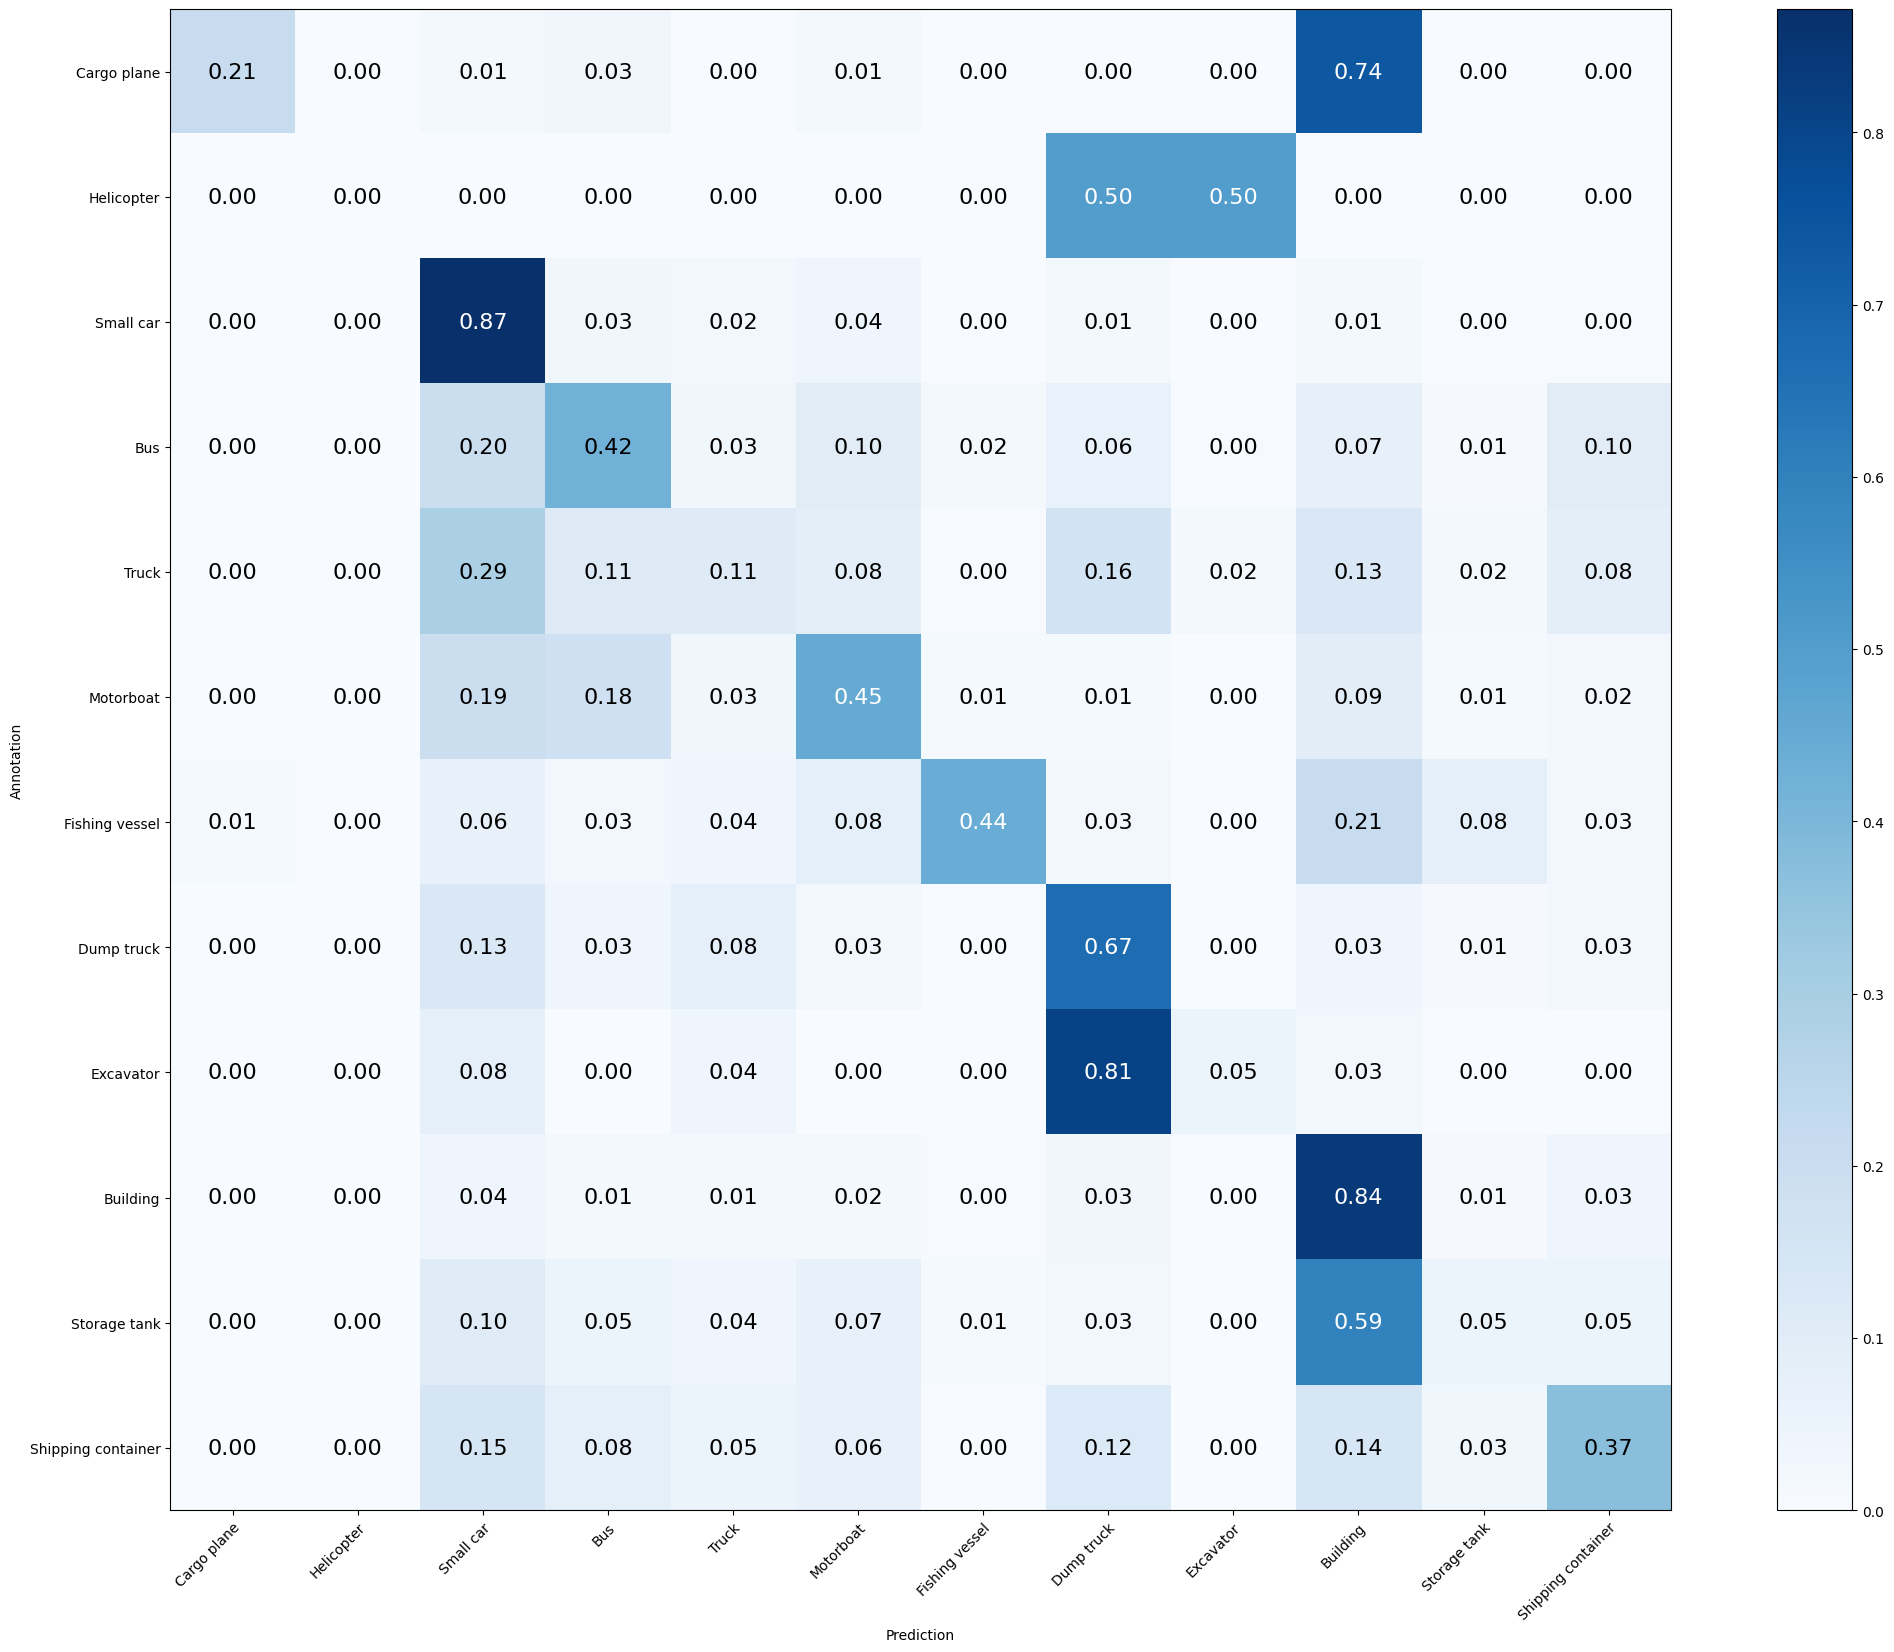 Cargo plane 0.21 0.00 0.01 0.03 0.00 0.01 0.00 0.00 0.00 0.74 0.00 0.00
Helicopter 0.00 0.00 0.00 0.00 0.00 0.00 0.00 0.50 0.50 0.00 0.00 0.00
Small car 0.00 0.00 0.87 0.03 0.02 0.04 0.00 0.01 0.00 0.01 0.00 0.00
Bus 0.00 0.00 0.20 0.42 0.03 0.10 0.02 0.06 0.00 0.07 0.01 0.10
Truck 0.00 0.00 0.29 0.11 0.11 0.08 0.00 0.16 0.02 0.13 0.02 0.08
Motorboat 0.00 0.00 0.19 0.18 0.03 0.45 0.01 0.01 0.00 0.09 0.01 0.02
Fishing vessel 0.01 0.00 0.06 0.03 0.04 0.08 0.44 0.03 0.00 0.21 0.08 0.03
Dump truck 0.00 0.00 0.13 0.03 0.08 0.03 0.00 0.67 0.00 0.03 0.01 0.03
Excavator 0.00 0.00 0.08 0.00 0.04 0.00 0.00 0.81 0.05 0.03 0.00 0.00
Building 0.00 0.00 0.04 0.01 0.01 0.02 0.00 0.03 0.00 0.84 0.01 0.03
Storage tank 0.00 0.00 0.10 0.05 0.04 0.07 0.01 0.03 0.00 0.59 0.05 0.05
Shipping container 0.00 0.00 0.15 0.08 0.05 0.06 0.00 0.12 0.00 0.14 0.03 0.37
Annotation
Cargo plane
Helicopter
Small car
Bus
Truck
Motorboat
Fishing vessel
Dump truck
Excavator
Building
Storage tank
Shipping container
Prediction
0.8
0.7
0.6
0.5
0.4
0.3
0.2
0.1
0.0